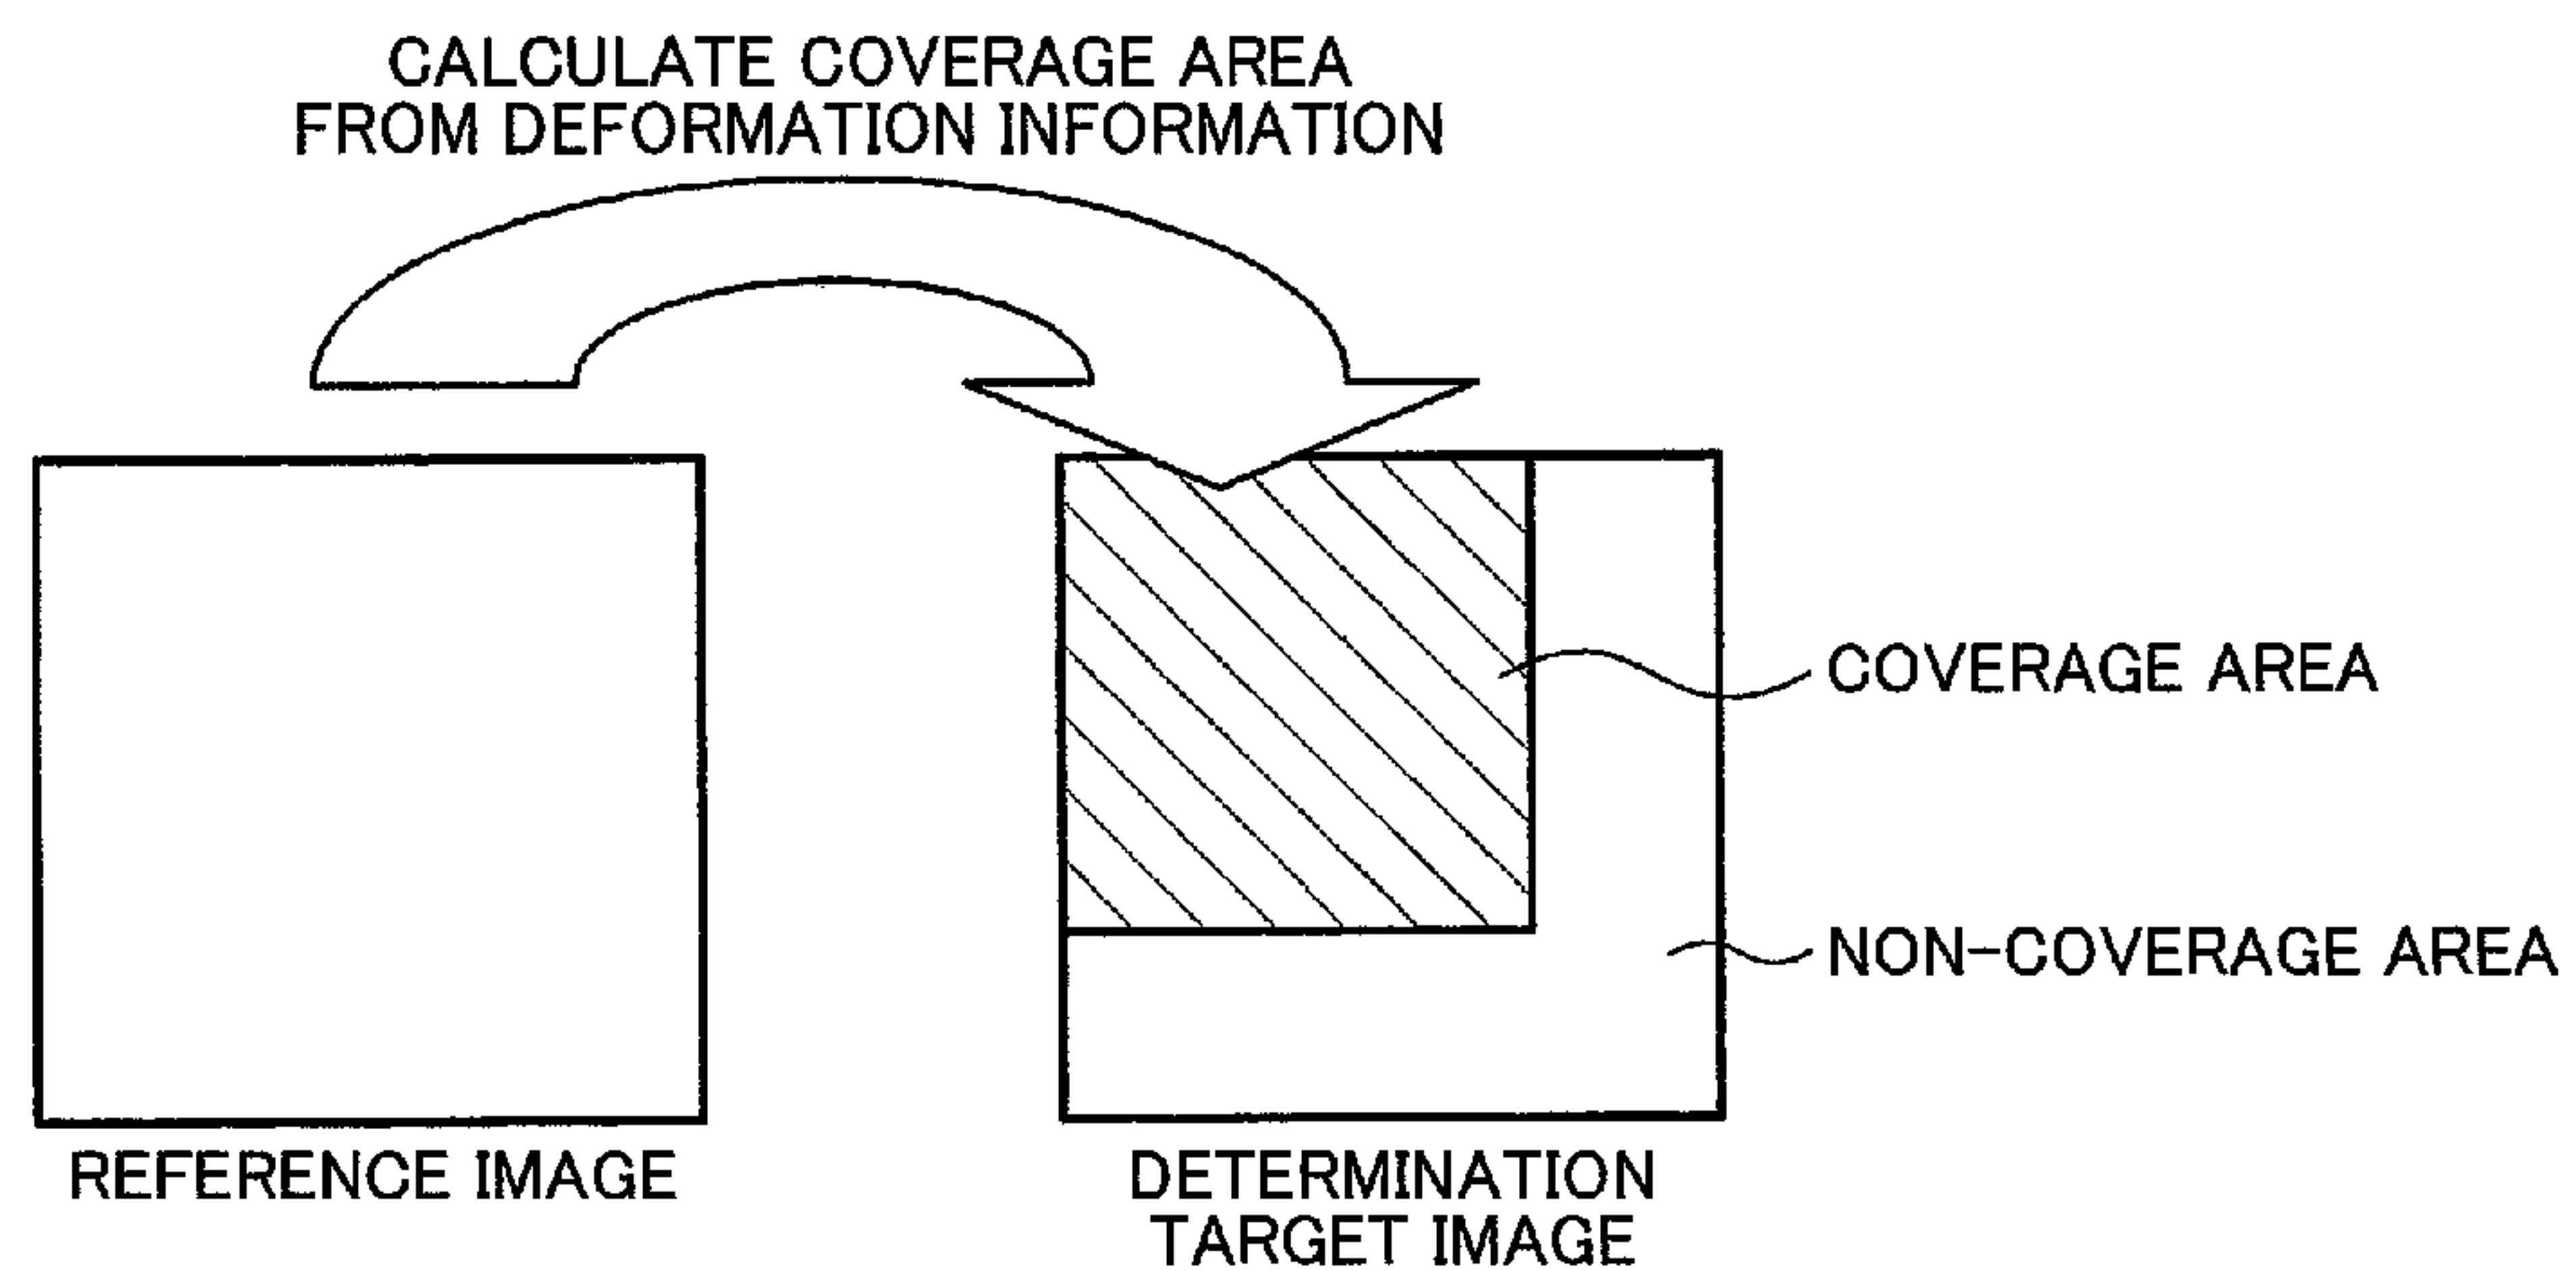 CALCULATE COVERAGE AREA
FROM DEFORMATION INFORMATION
COVERAGE AREA
NON-COVERAGE AREA
REFERENCE IMAGE
DETERMINATION
TARGET IMAGE